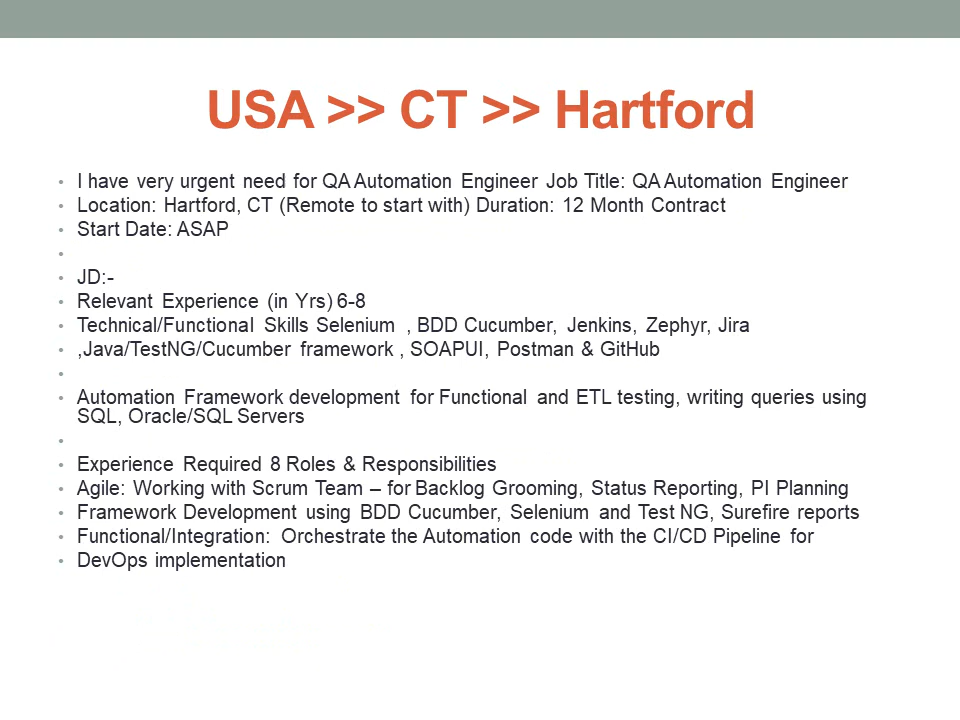 USA >> CT >> Hartford
• I have very urgent need for QA Automation Engineer Job Title: QA Automation Engineer
• Location: Hartford, CT (Remote to start with) Duration: 12 Month Contract
• Start Date: ASAP
•
• JD:-
• Relevant Experience (in Yrs) 6-8
• Technical/Functional Skills Selenium , BDD Cucumber, Jenkins, Zephyr, Jira
• ,Java/TestNG/Cucumber framework , SOAPUI, Postman & GitHub
•
• Automation Framework development for Functional and ETL testing, writing queries using
SQL, Oracle/SQL Servers
•
• Experience Required 8 Roles & Responsibilities
• Agile: Working with Scrum Team – for Backlog Grooming, Status Reporting, PI Planning
• Framework Development using BDD Cucumber, Selenium and Test NG, Surefire reports
• Functional/Integration: Orchestrate the Automation code with the CI/CD Pipeline for
• DevOps implementation